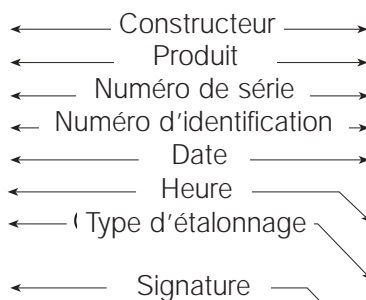 Constructeur
Produit
Numéro de série
Numéro d'identification
Date
Heure
Type d'étalonnage
Signature